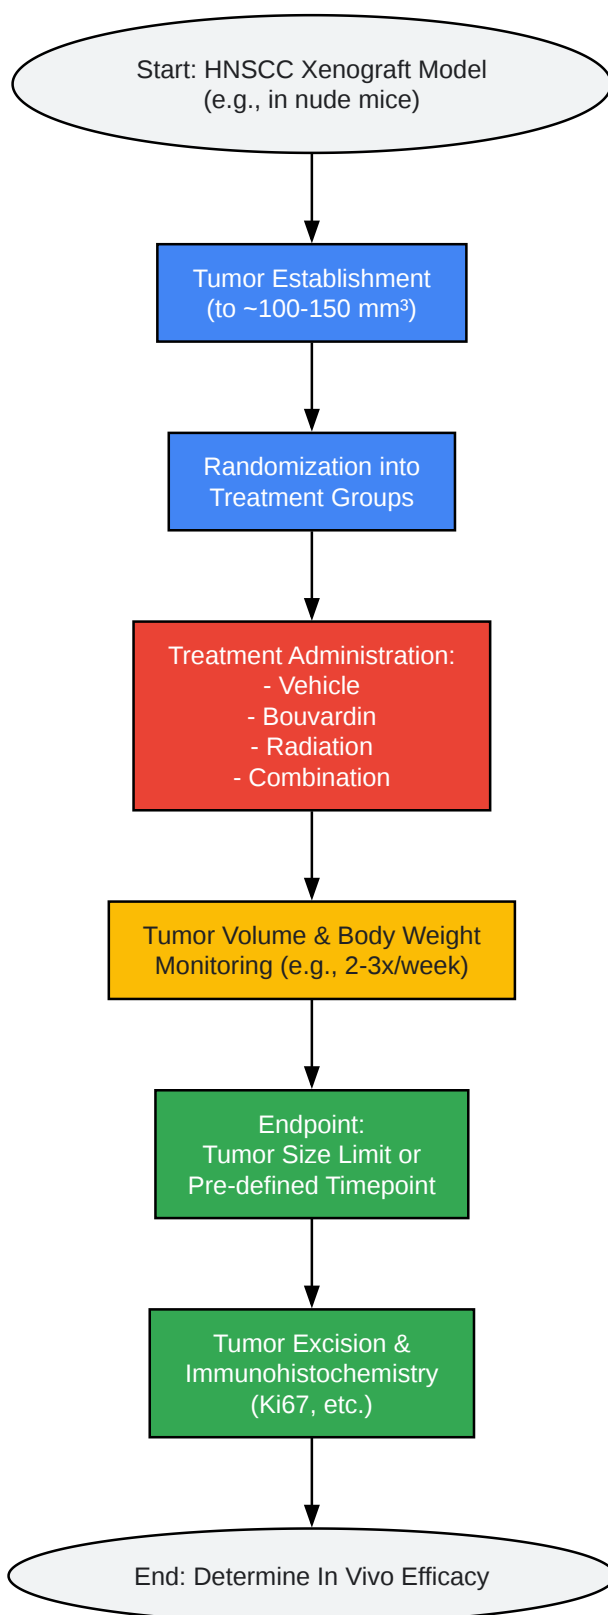 Start: HNSCC Xenograft Model
(e.g., in nude mice)
Tumor Establishment
(to ~100-150 mm³)
Randomization into
Treatment Groups
Treatment Administration:
- Vehicle
- Bouvardin
- Radiation
- Combination
Tumor Volume & Body Weight
Monitoring (e.g., 2-3x/week)
Endpoint:
Tumor Size Limit or
Pre-defined Timepoint
Tumor Excision &
Immunohistochemistry
(Ki67, etc.)
End: Determine In Vivo Efficacy